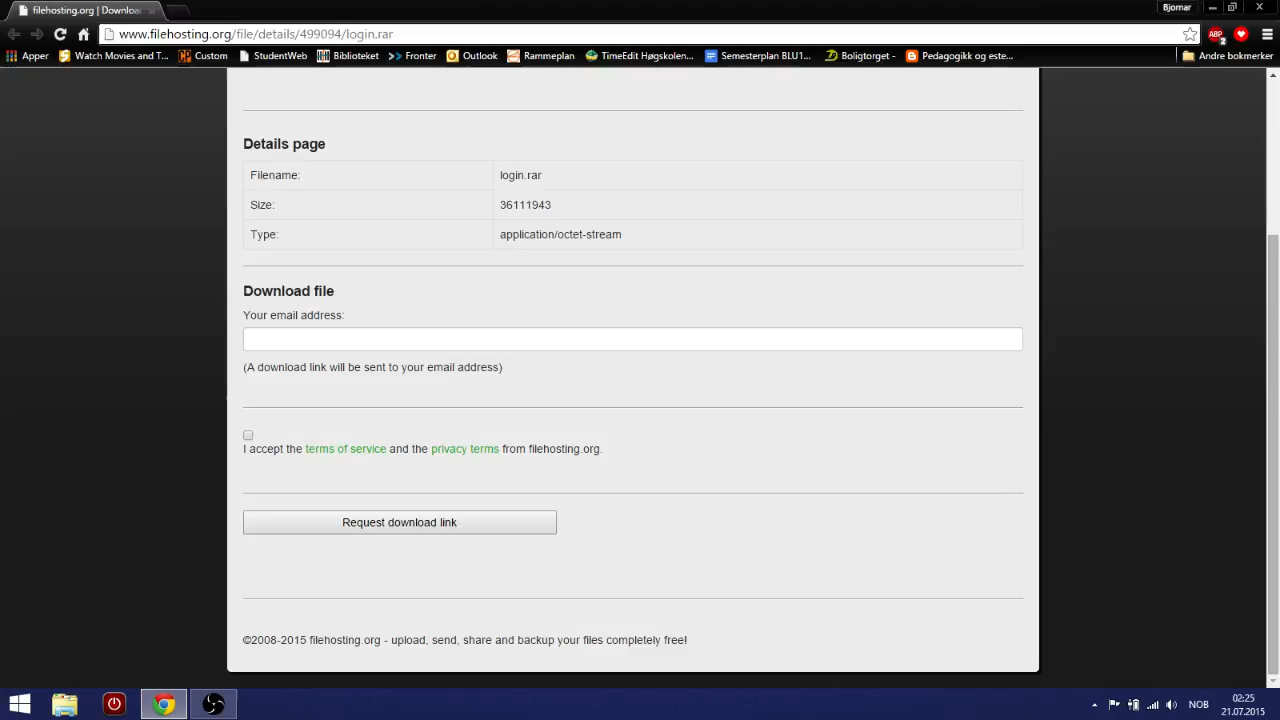 filehosting.org | Downloa
Bjornar
www.filehosting.org/file/details/499094/login.rar
ABP
2
Apper
Watch Movies and T...
Custom
StudentWeb
Biblioteket
Fronter
Outlook
Rammeplan
TimeEdit Høgskolen...
Semesterplan BLU1...
Boligtorget -
Pedagogikk og este...
Andre bokmerker
Details page
Filename:
login.rar
Size:
36111943
Type:
application/octet-stream
Download file
Your email address:
(A download link will be sent to your email address)
I accept the terms of service and the privacy terms from filehosting.org.
Request download link
©2008-2015 filehosting.org - upload, send, share and backup your files completely free!
NOB
02:25
21.07.2015